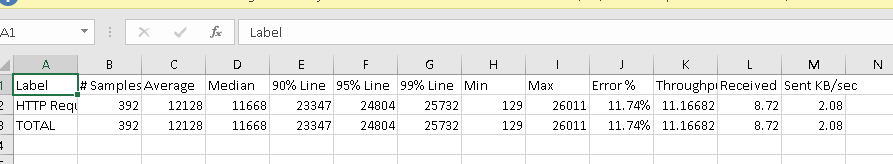 A1 fx Label
A B C D E F G H I J K L M N
1 Label # Samples Average Median 90% Line 95% Line 99% Line Min Max Error % Throughp Received Sent KB/sec
2 HTTP Requ 392 12128 11668 23347 24804 25732 129 26011 11.74% 11.16682 8.72 2.08
3 TOTAL 392 12128 11668 23347 24804 25732 129 26011 11.74% 11.16682 8.72 2.08
4